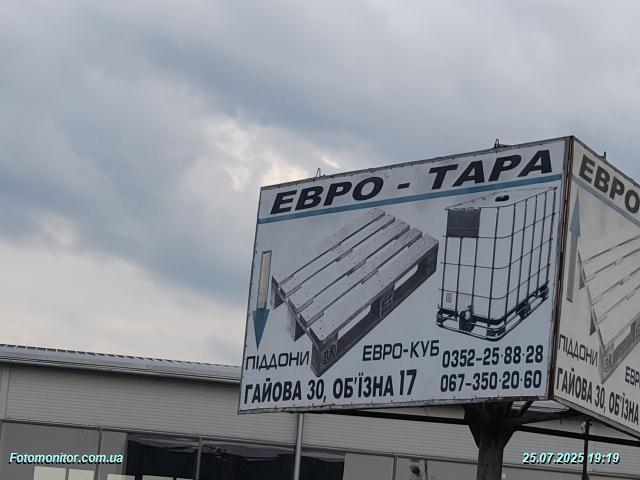 ЕВРО - ТАРА
ПІДДОНИ
ЕВРО-КУБ
0352-25-88-28
067-350-20-60
ГАЙОВА 30, ОБ'ЇЗНА 17
ЕВРО
ПІДДОНИ
ГАЙОВА 30, ОБ'ЇЗНА
Fotomonitor.com.ua
25.07.2025 19:19